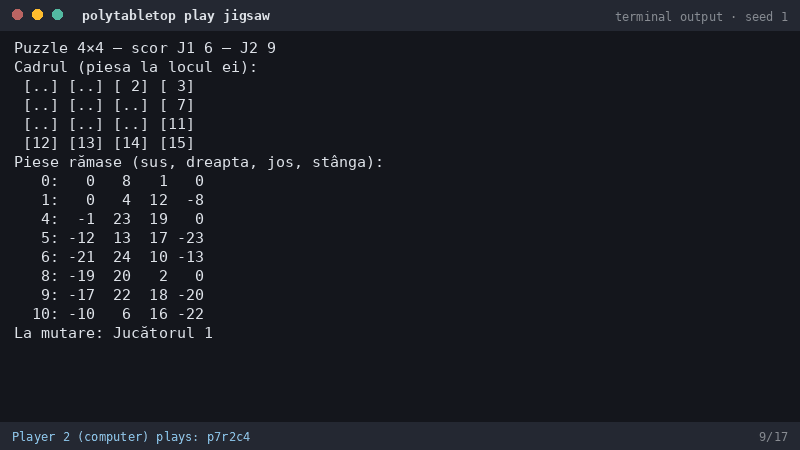 polytabletop play jigsaw
terminal output · seed 1
Puzzle 4×4 — scor J1 6 — J2 9
Cadrul (piesa la locul ei):
[..] [..] [ 2] [ 3]
[..] [..] [..] [ 7]
[..] [..] [..] [11]
[12] [13] [14] [15]
Piese rămase (sus, dreapta, jos, stânga):
0: 0 8 1 0
1: 0 4 12 -8
4: -1 23 19 0
5: -12 13 17 -23
6: -21 24 10 -13
8: -19 20 2 0
9: -17 22 18 -20
10: -10 6 16 -22
La mutare: Jucătorul 1
Player 2 (computer) plays: p7r2c4
9/17